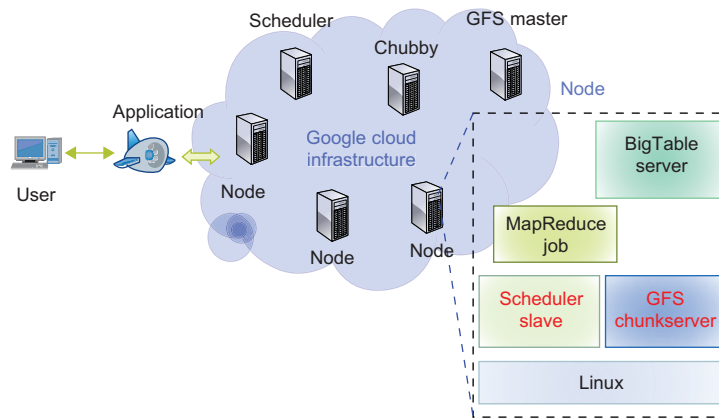 Scheduler
GFS master
Chubby
Node
Application
Google cloud
infrastructure
BigTable
server
User
Node
MapReduce
job
Node
Node
Scheduler
slave
GFS
chunkserver
Linux